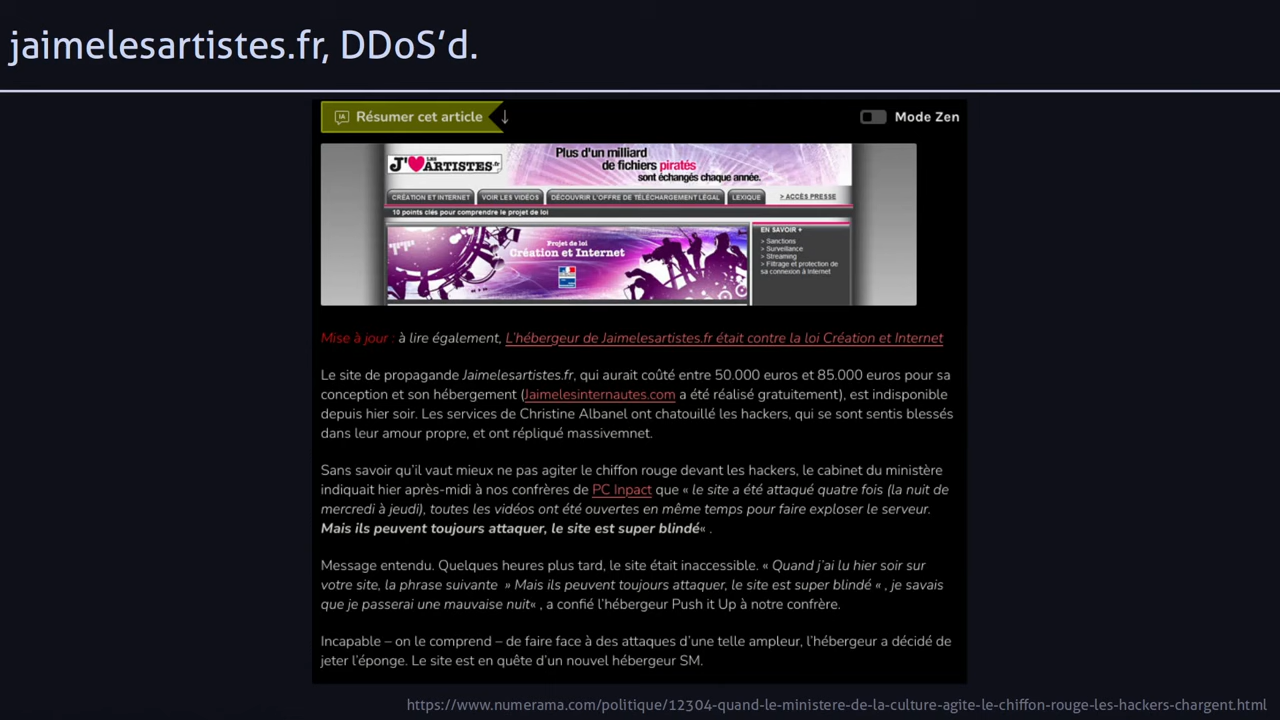 jaimelesartistes.fr, DDoS’d.
IA Résumer cet article ↓
Mode Zen
J'❤LES ARTISTES.fr
Plus d'un milliard
de fichiers piratés
sont échangés chaque année.
CRÉATION ET INTERNET
VOIR LES VIDÉOS
DÉCOUVRIR L'OFFRE DE TÉLÉCHARGEMENT LÉGAL
LEXIQUE
> ACCÈS PRESSE
10 points clés pour comprendre le projet de loi
Projet de loi
Création et Internet
EN SAVOIR +
> Sanctions
> Surveillance
> Streaming
> Filtrage et protection de
sa connexion à internet
Mise à jour : à lire également, L’hébergeur de Jaimelesartistes.fr était contre la loi Création et Internet
Le site de propagande Jaimelesartistes.fr, qui aurait coûté entre 50.000 euros et 85.000 euros pour sa
conception et son hébergement (Jaimelesinternautes.com a été réalisé gratuitement), est indisponible
depuis hier soir. Les services de Christine Albanel ont chatouillé les hackers, qui se sont sentis blessés
dans leur amour propre, et ont répliqué massivemnet.
Sans savoir qu’il vaut mieux ne pas agiter le chiffon rouge devant les hackers, le cabinet du ministère
indiquait hier après-midi à nos confrères de PC Inpact que « le site a été attaqué quatre fois (la nuit de
mercredi à jeudi), toutes les vidéos ont été ouvertes en même temps pour faire exploser le serveur.
Mais ils peuvent toujours attaquer, le site est super blindé« .
Message entendu. Quelques heures plus tard, le site était inaccessible. « Quand j’ai lu hier soir sur
votre site, la phrase suivante  » Mais ils peuvent toujours attaquer, le site est super blindé « , je savais
que je passerai une mauvaise nuit« , a confié l’hébergeur Push it Up à notre confrère.
Incapable – on le comprend – de faire face à des attaques d’une telle ampleur, l’hébergeur a décidé de
jeter l’éponge. Le site est en quête d’un nouvel hébergeur SM.
https://www.numerama.com/politique/12304-quand-le-ministere-de-la-culture-agite-le-chiffon-rouge-les-hackers-chargent.html